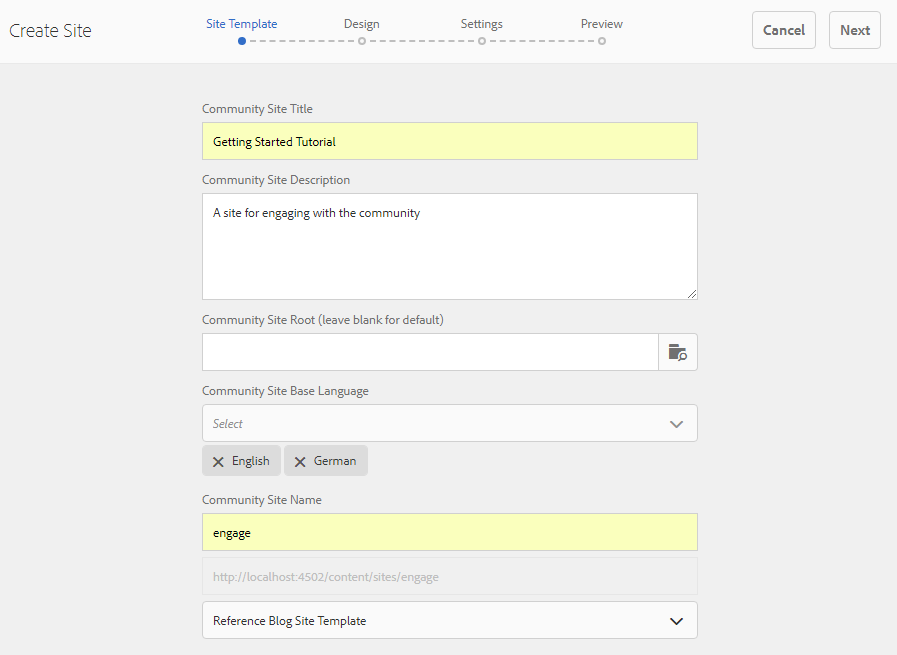 Create Site
Site Template
Design
Settings
Preview
Cancel
Next
Community Site Title
Getting Started Tutorial
Community Site Description
A site for engaging with the community
Community Site Root (leave blank for default)
Community Site Base Language
Select
English
German
Community Site Name
engage
http://localhost:4502/content/sites/engage
Reference Blog Site Template